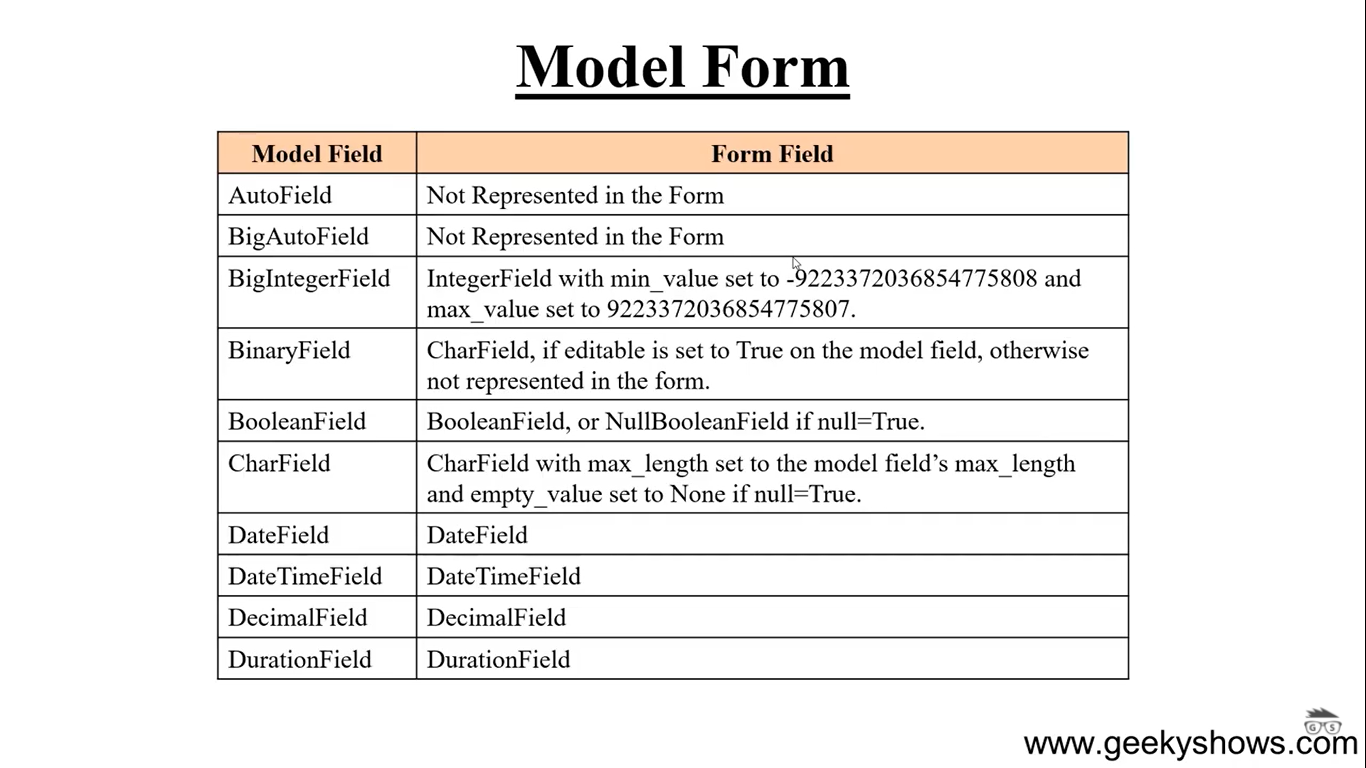 Model Form
Model Field Form Field
AutoField Not Represented in the Form
BigAutoField Not Represented in the Form
BigIntegerField IntegerField with min_value set to -9223372036854775808 and
max_value set to 9223372036854775807.
BinaryField CharField, if editable is set to True on the model field, otherwise
not represented in the form.
BooleanField BooleanField, or NullBooleanField if null=True.
CharField CharField with max_length set to the model field’s max_length
and empty_value set to None if null=True.
DateField DateField
DateTimeField DateTimeField
DecimalField DecimalField
DurationField DurationField
G S
www.geekyshows.com